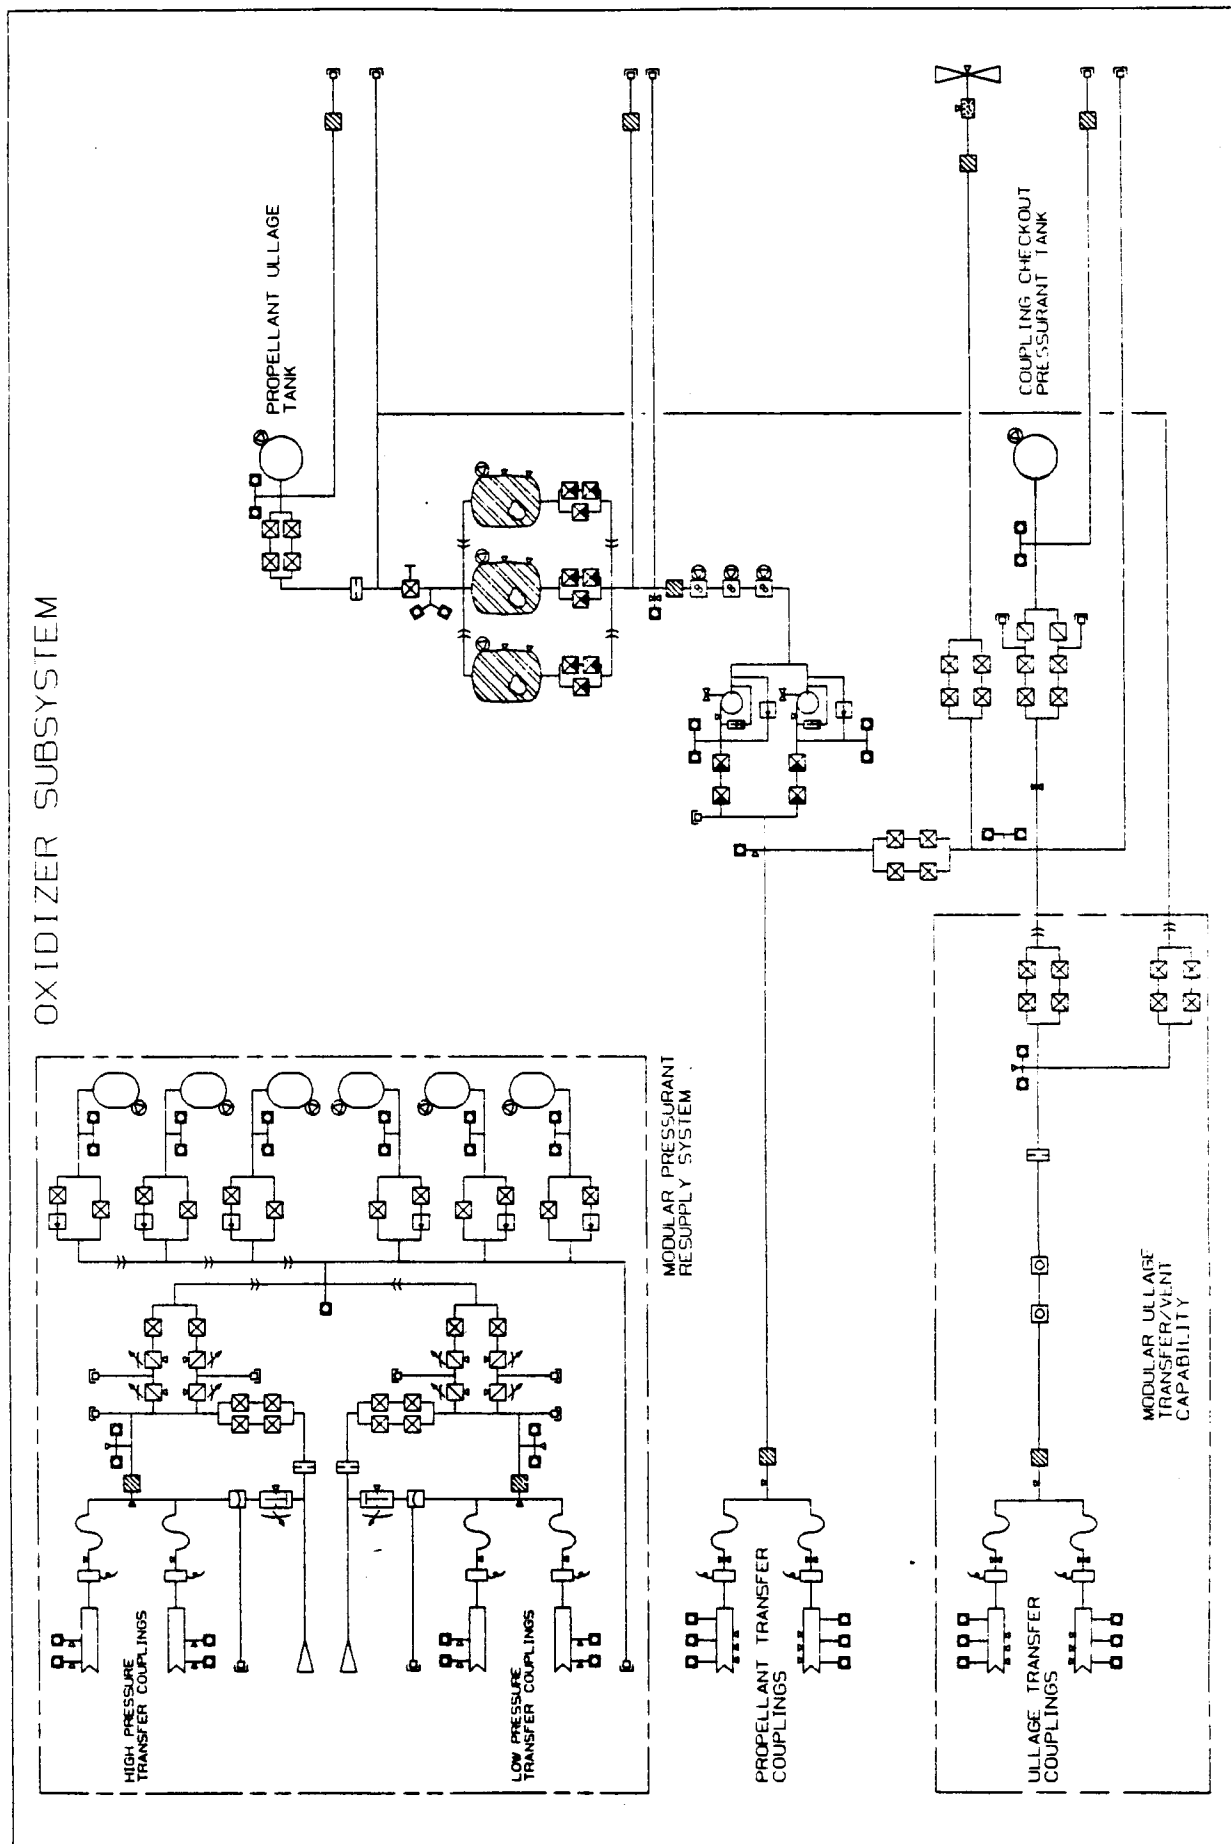 OXIDIZER SUBSYSTEM
PROPELLANT ULLAGE
TANK
COUPLING CHECKOUT
PRESSURANT TANK
MODULAR PRESSURANT
RESUPPLY SYSTEM
HIGH PRESSURE
TRANSFER COUPLINGS
LOW PRESSURE
TRANSFER COUPLINGS
PROPELLANT TRANSFER
COUPLINGS
MODULAR ULLAGE
TRANSFER/VENT
CAPABILITY
ULLAGE TRANSFER
COUPLINGS